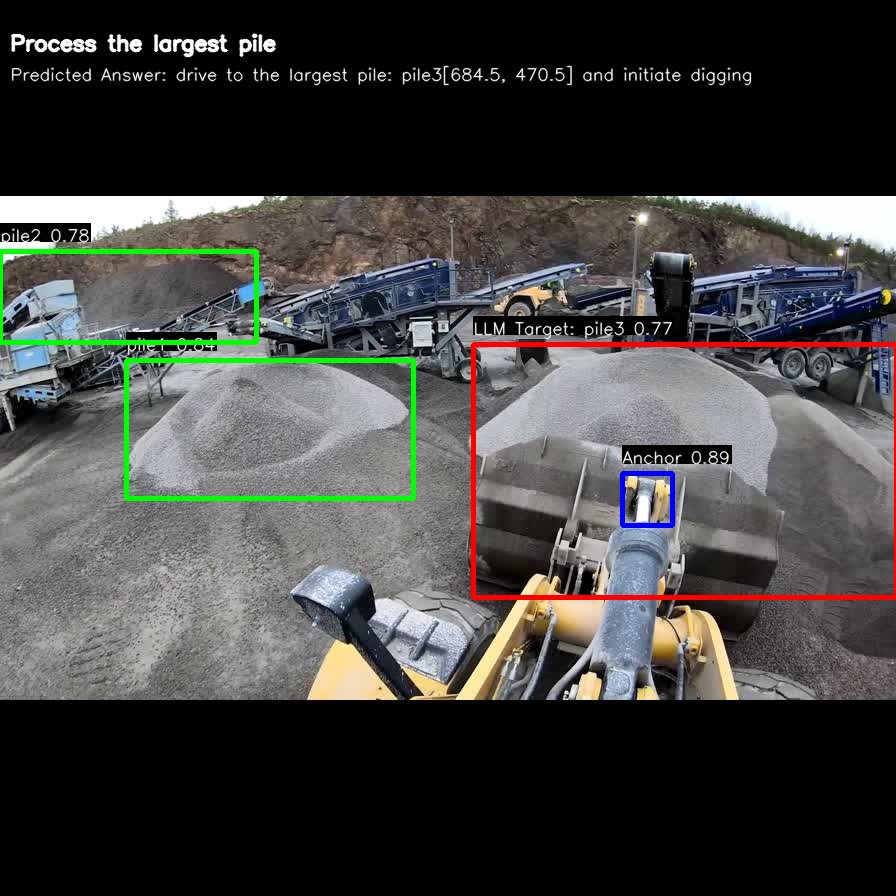 Process the largest pile
Predicted Answer: drive to the largest pile: pile3[684.5, 470.5] and initiate digging
pile2 0.78
LLM Target: pile3 0.77
pile1 0.84
Anchor 0.89